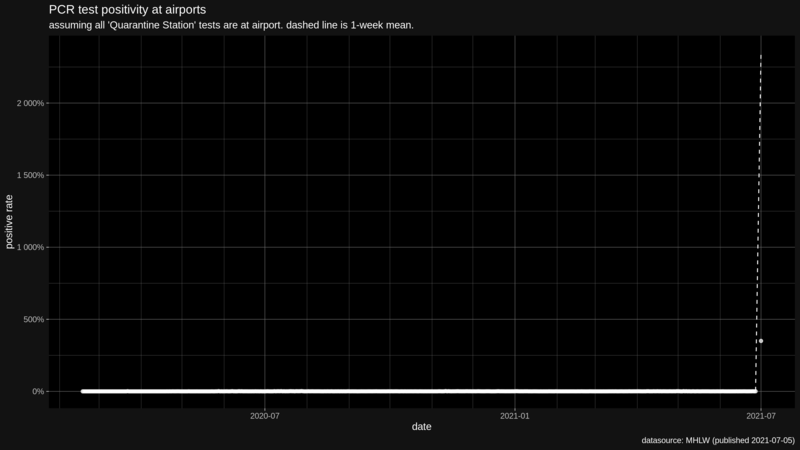 PCR test positivity at airports
assuming all 'Quarantine Station' tests are at airport. dashed line is 1-week mean.
2 000%
1 500%
1 000%
500%
0%
positive rate
2020-07
2021-01
2021-07
date
datasource: MHLW (published 2021-07-05)